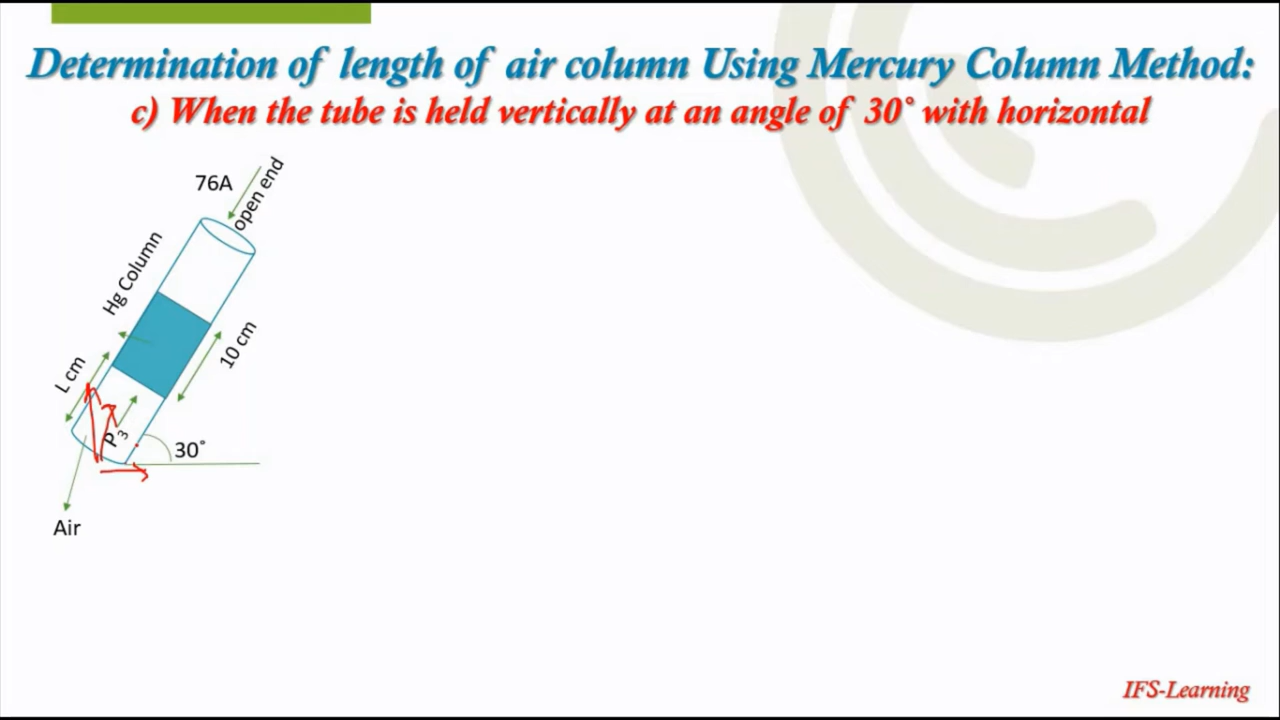 Determination of length of air column Using Mercury Column Method:
c) When the tube is held vertically at an angle of 30° with horizontal
76A
open end
Hg Column
10 cm
L cm
P3
30°
Air
IFS-Learning